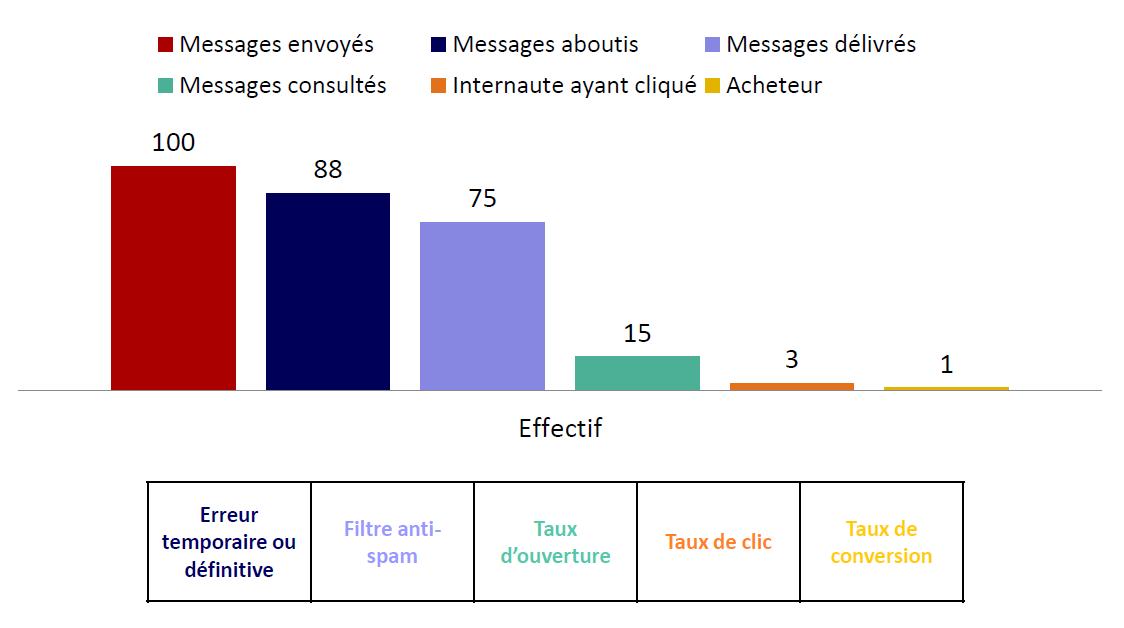 Messages envoyés
Messages aboutis
Messages délivrés
Messages consultés
Internaute ayant cliqué
Acheteur
100
88
75
15
3
1
Effectif
Erreur
temporaire ou
définitive
Filtre anti-
spam
Taux
d’ouverture
Taux de clic
Taux de
conversion